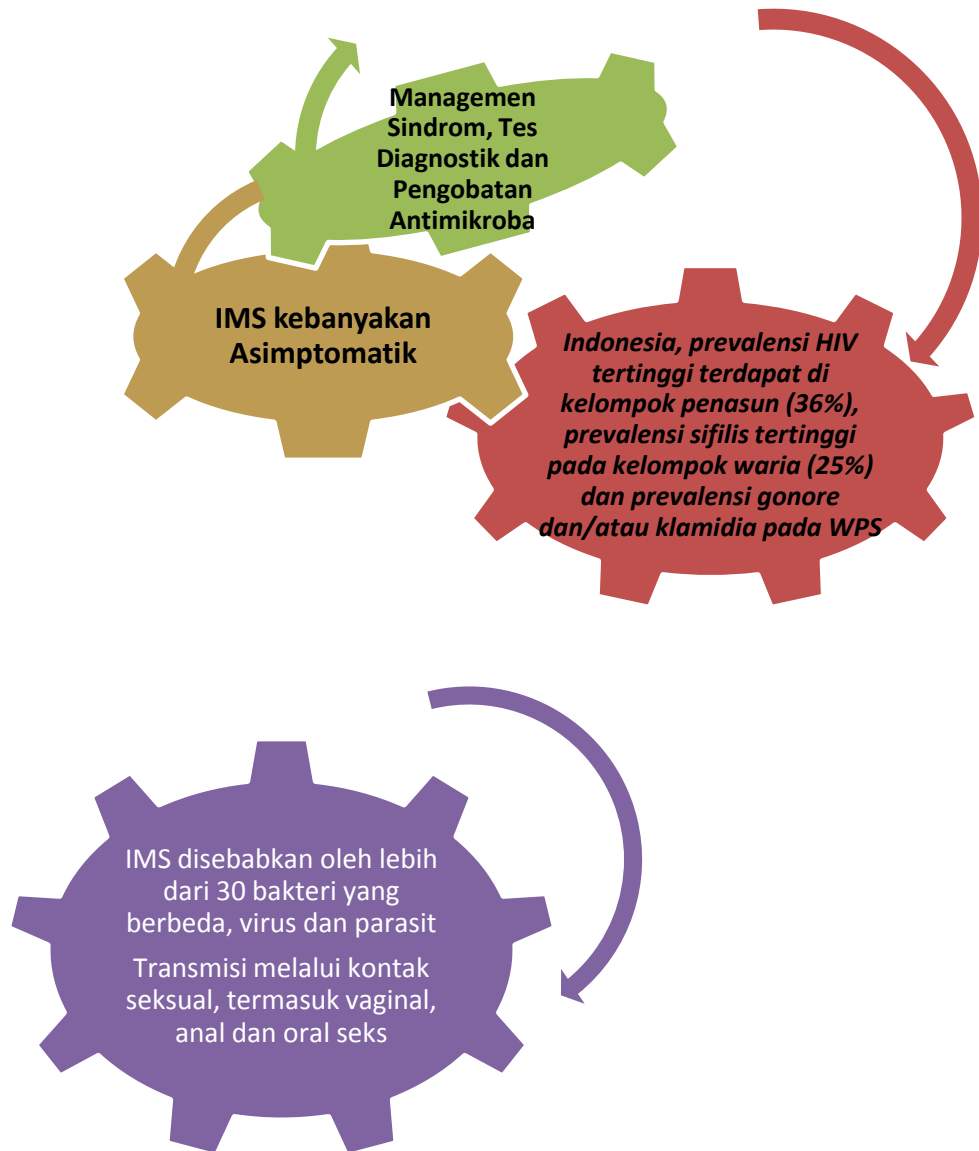 Managemen
Sindrom, Tes
Diagnostik dan
Pengobatan
Antimikroba
IMS kebanyakan
Asimptomatik
Indonesia, prevalensi HIV
tertinggi terdapat di
kelompok penasun (36%),
prevalensi sifilis tertinggi
pada kelompok waria (25%)
dan prevalensi gonore
dan/atau klamidia pada WPS
IMS disebabkan oleh lebih
dari 30 bakteri yang
berbeda, virus dan parasit
Transmisi melalui kontak
seksual, termasuk vaginal,
anal dan oral seks